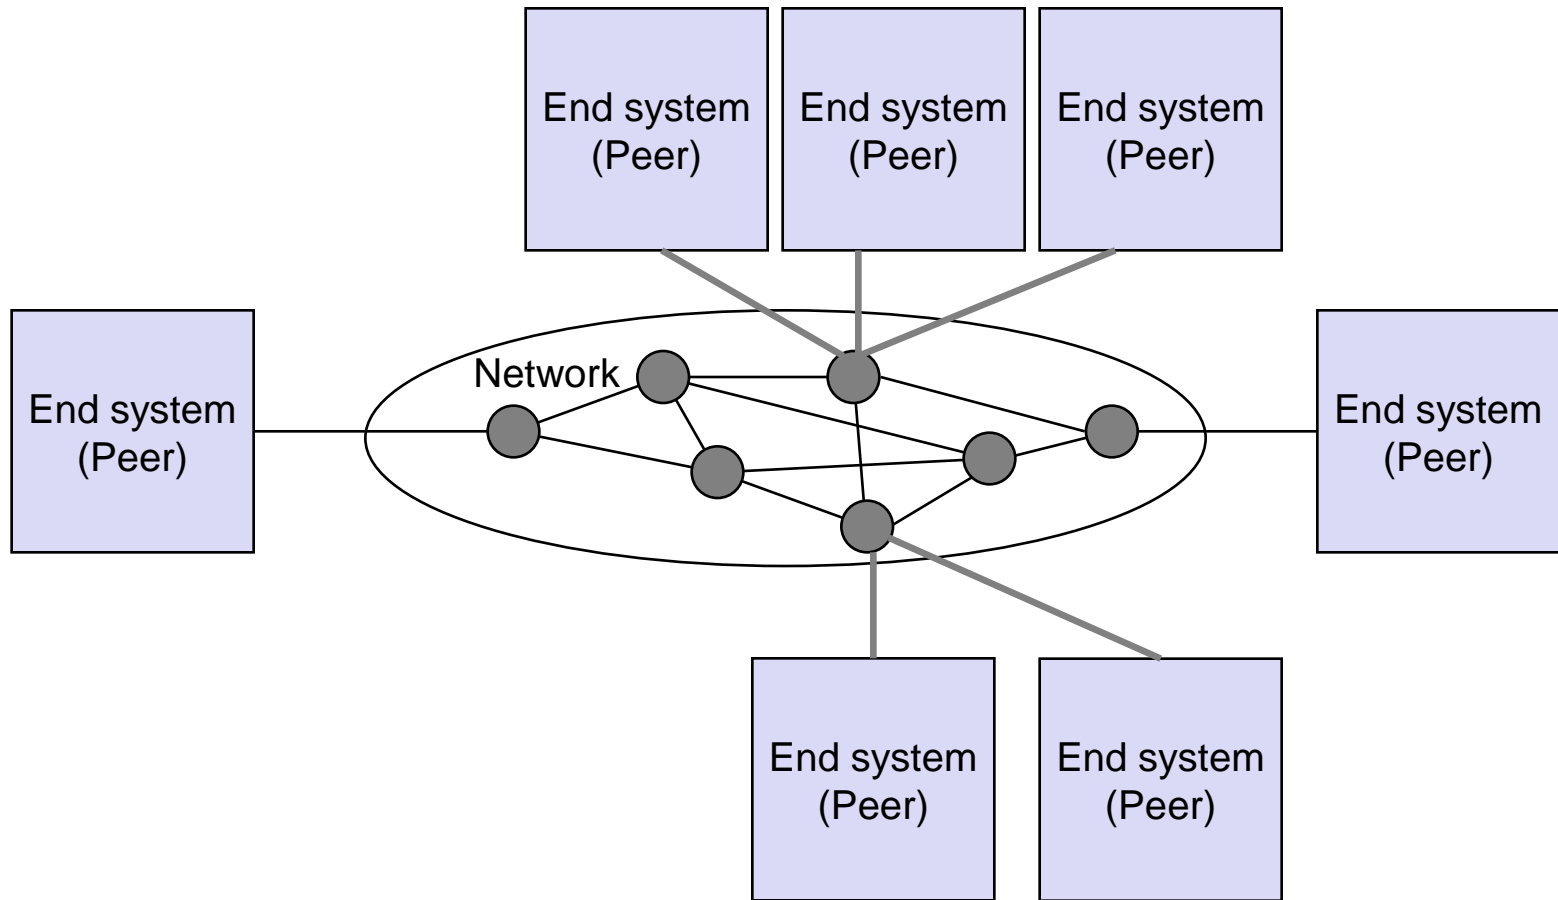 End system
(Peer)
End system
(Peer)
End system
(Peer)
Network
End system
(Peer)
End system
(Peer)
End system
(Peer)
End system
(Peer)